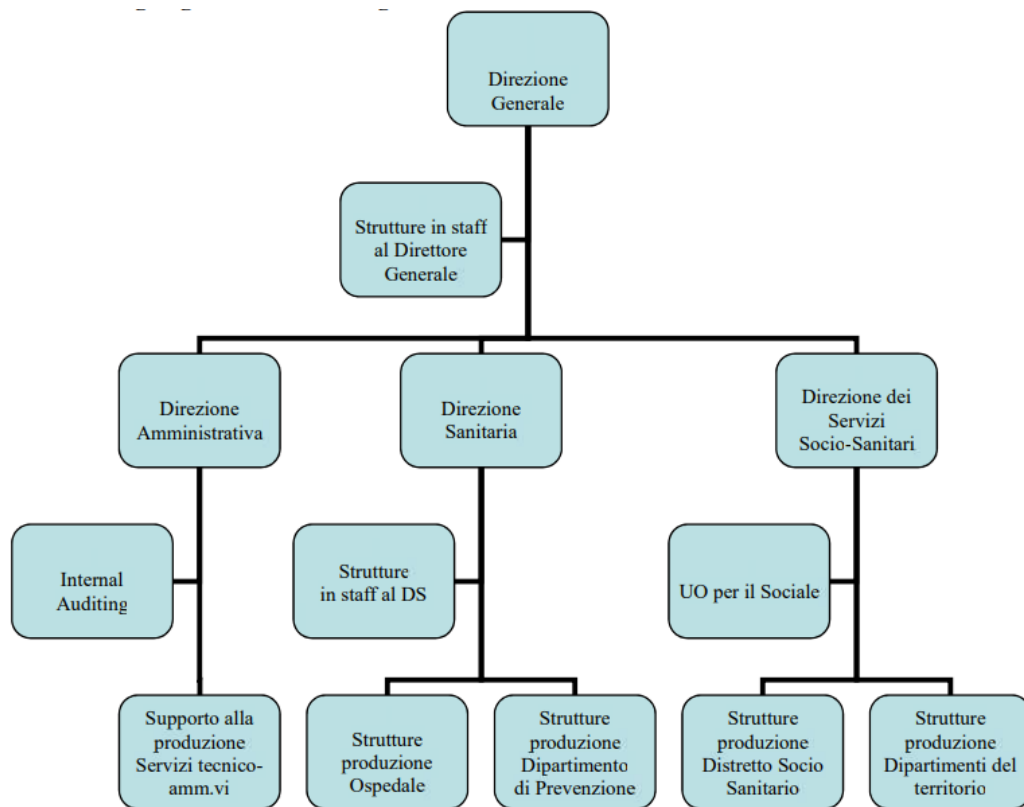 Direzione
Generale
Strutture in staff
al Direttore
Generale
Direzione
Amministrativa
Direzione
Sanitaria
Direzione dei
Servizi
Socio-Sanitari
Internal
Auditing
Strutture
in staff al DS
UO per il Sociale
Supporto alla
produzione
Servizi tecnico-
amm.vi
Strutture
produzione
Ospedale
Strutture
produzione
Dipartimento
di Prevenzione
Strutture
produzione
Distretto Socio
Sanitario
Strutture
produzione
Dipartimenti del
territorio